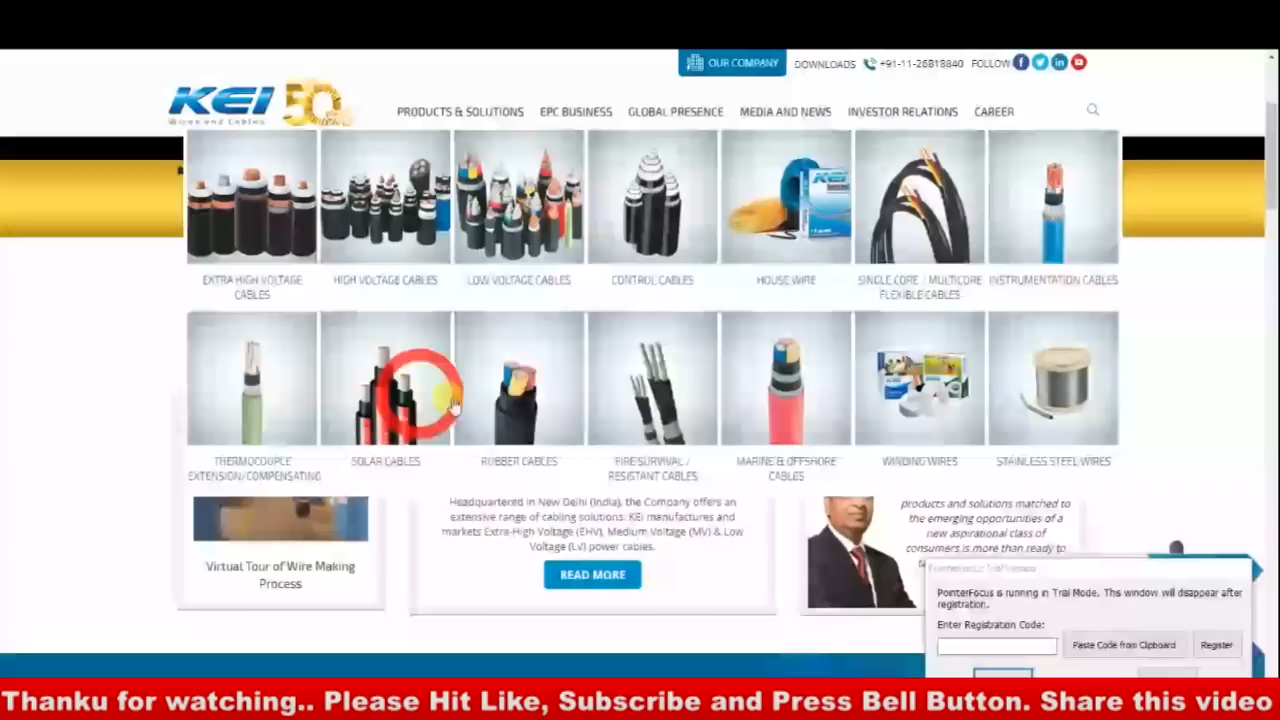 OUR COMPANY
DOWNLOADS
+91-11-26818840
FOLLOW
KEI
Wires and Cables
50
PRODUCTS & SOLUTIONS
EPC BUSINESS
GLOBAL PRESENCE
MEDIA AND NEWS
INVESTOR RELATIONS
CAREER
KEI
EXTRA HIGH VOLTAGE
CABLES
HIGH VOLTAGE CABLES
LOW VOLTAGE CABLES
CONTROL CABLES
HOUSE WIRE
SINGLE CORE / MULTICORE
FLEXIBLE CABLES
INSTRUMENTATION CABLES
THERMOCOUPLE
EXTENSION/COMPENSATING
SOLAR CABLES
RUBBER CABLES
FIRE SURVIVAL /
RESISTANT CABLES
MARINE & OFFSHORE
CABLES
WINDING WIRES
STAINLESS STEEL WIRES
Virtual Tour of Wire Making
Process
Headquartered in New Delhi (India), the Company offers an
extensive range of cabling solutions. KEI manufactures and
markets Extra-High Voltage (EHV), Medium Voltage (MV) & Low
Voltage (LV) power cables.
READ MORE
products and solutions matched to
the emerging opportunities of a
new aspirational class of
consumers is more than ready to
PointerFocus Trial Version
PointerFocus is running in Trial Mode. This window will disappear after
registration.
Enter Registration Code:
Paste Code from Clipboard
Register
Thanku for watching.. Please Hit Like, Subscribe and Press Bell Button. Share this video